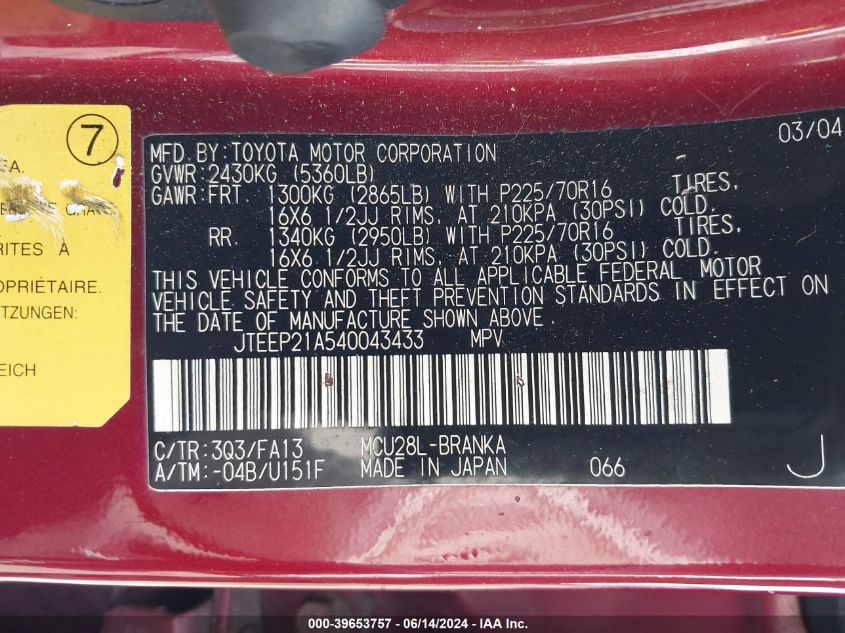 7
03/04
MFD. BY: TOYOTA MOTOR CORPORATION
GVWR: 2430KG (5360LB)
GAWR: FRT. 1300KG (2865LB) WITH P225/70R16 TIRES,
16X6 1/2JJ RIMS, AT 210KPA (30PSI) COLD.
RR. 1340KG (2950LB) WITH P225/70R16 TIRES,
16X6 1/2JJ RIMS, AT 210KPA (30PSI) COLD.
THIS VEHICLE CONFORMS TO ALL APPLICABLE FEDERAL MOTOR
VEHICLE SAFETY AND THEFT PREVENTION STANDARDS IN EFFECT ON
THE DATE OF MANUFACTURE SHOWN ABOVE.
JTEEP21A540043433 MPV
C/TR: 3Q3/FA13 MCU28L-BRANKA
A/TM: -04B/U151F MADE IN JAPAN 066 J
RITES À
OPRIÉTAIRE.
TZUNGEN:
EICH
000-39653757 - 06/14/2024 - IAA Inc.